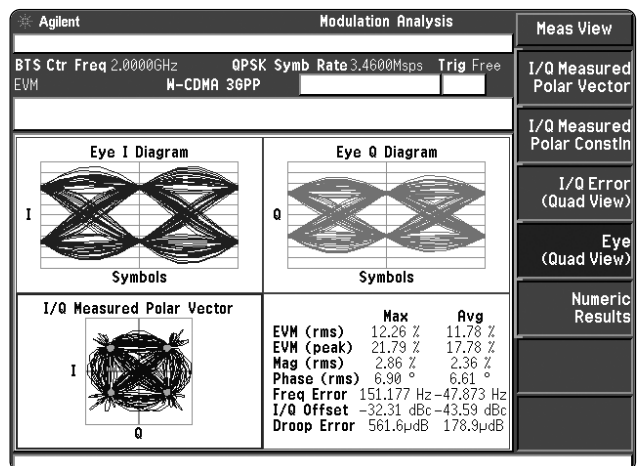 Agilent Modulation Analysis
Meas View
BTS Ctr Freq 2.0000GHz QPSK Symb Rate 3.4600Msps Trig Free
EVM W-CDMA 3GPP
I/Q Measured
Polar Vector
I/Q Measured
Polar Constln
I/Q Error
(Quad View)
Eye
(Quad View)
Numeric
Results
Eye I Diagram
I
Symbols
Eye Q Diagram
Q
Symbols
I/Q Measured Polar Vector
I
Q
Max Avg
EVM (rms) 12.26 % 11.78 %
EVM (peak) 21.79 % 17.78 %
Mag (rms) 2.86 % 2.36 %
Phase (rms) 6.90 ° 6.61 °
Freq Error 151.177 Hz -47.873 Hz
I/Q Offset -32.31 dBc -43.59 dBc
Droop Error 561.6µdB 178.9µdB